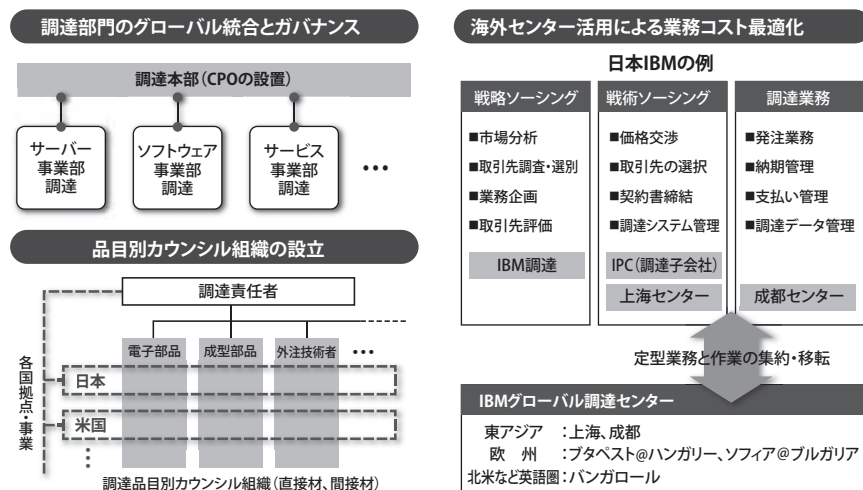 調達部門のグローバル統合とガバナンス
調達本部（CPOの設置）
サーバー
事業部
調達
ソフトウェア
事業部
調達
サービス
事業部
調達
•••
品目別カウンシル組織の設立
調達責任者
電子部品
成型部品
外注技術者
•••
各国拠点・事業
日本
米国
⋮
調達品目別カウンシル組織（直接材、間接材）
海外センター活用による業務コスト最適化
日本IBMの例
戦略ソーシング
■市場分析
■取引先調査・選別
■業務企画
■取引先評価
IBM調達
戦術ソーシング
■価格交渉
■取引先の選択
■契約書締結
■調達システム管理
IPC（調達子会社）
上海センター
調達業務
■発注業務
■納期管理
■支払い管理
■調達データ管理
成都センター
定型業務と作業の集約・移転
IBMグローバル調達センター
東アジア　：上海、成都
欧　州　：ブタペスト@ハンガリー、ソフィア@ブルガリア
北米など英語圏：バンガロール